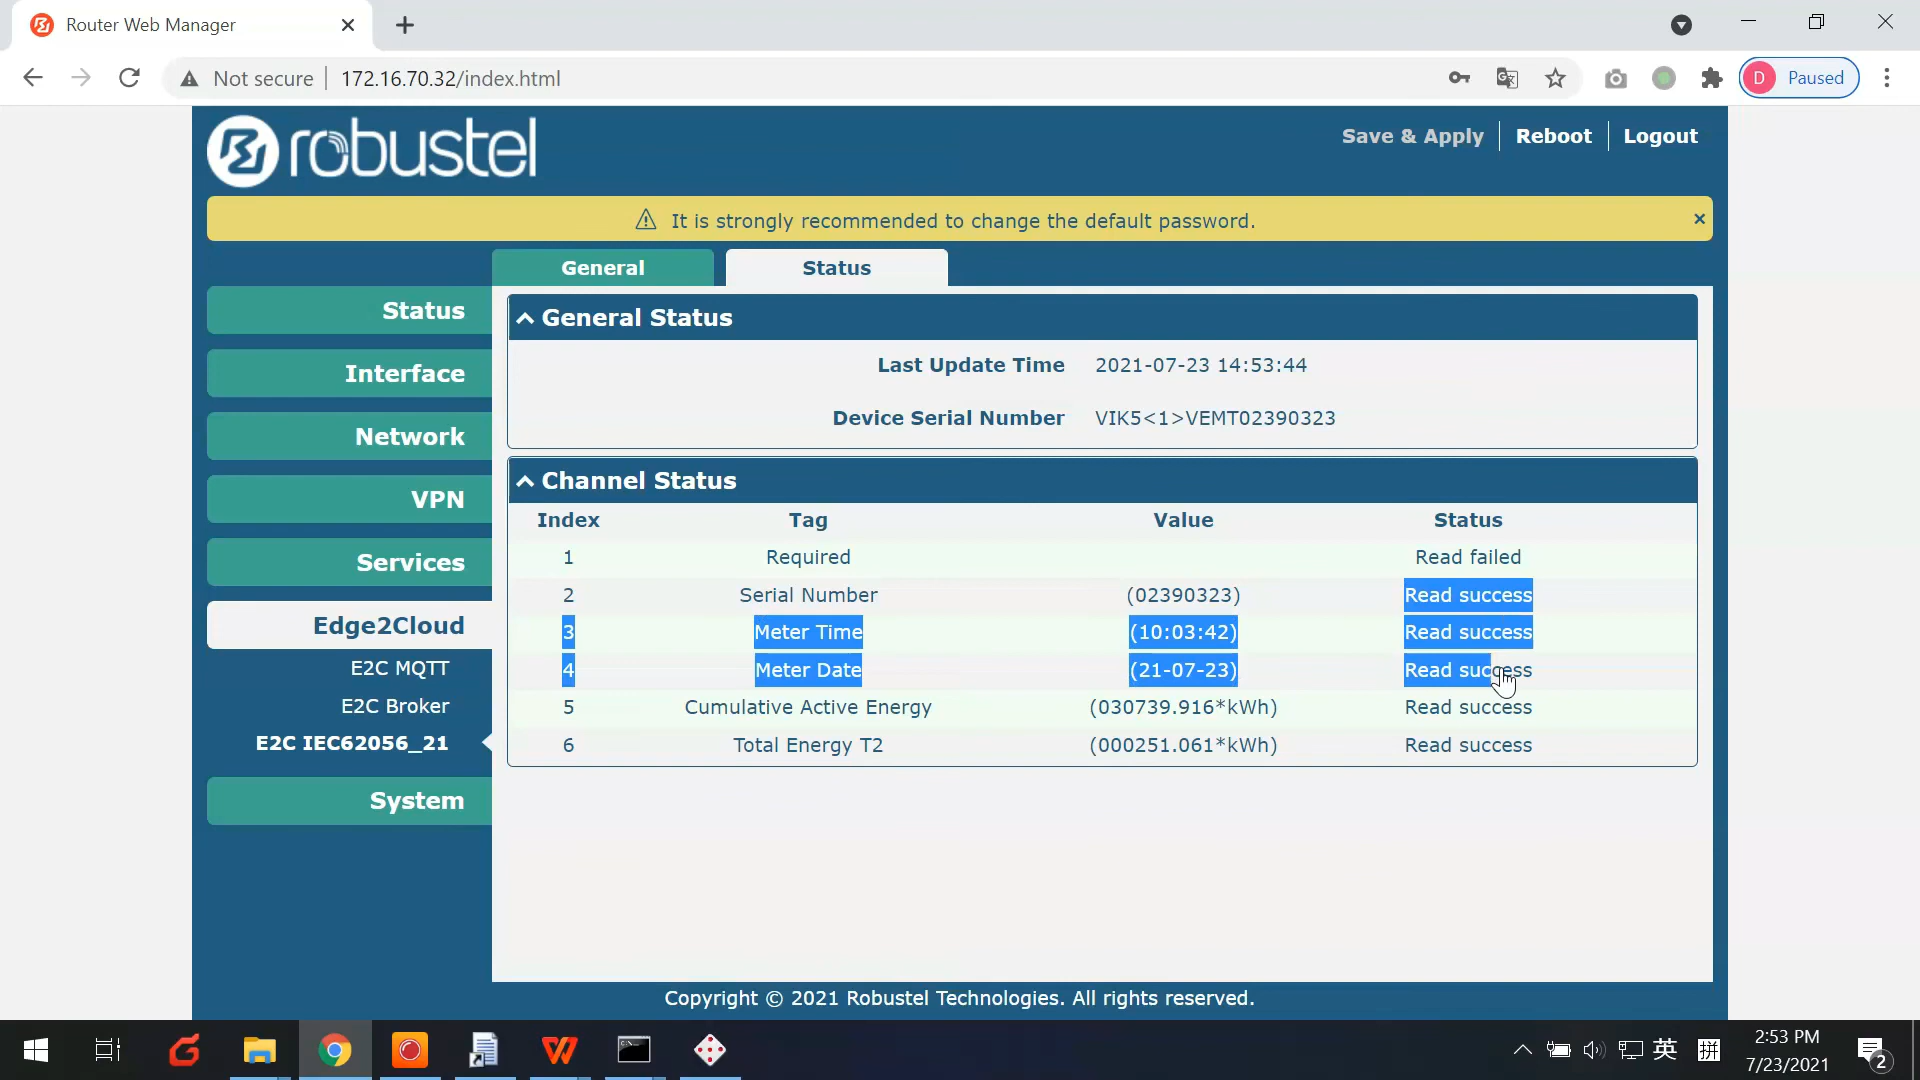 Router Web Manager
Not secure
172.16.70.32/index.html
D
Paused
robustel
Save & Apply
Reboot
Logout
It is strongly recommended to change the default password.
General
Status
Status
Interface
Network
VPN
Services
Edge2Cloud
E2C MQTT
E2C Broker
E2C IEC62056_21
System
General Status
Last Update Time 2021-07-23 14:53:44
Device Serial Number VIK5<1>VEMT02390323
Channel Status
Index Tag Value Status
1 Required Read failed
2 Serial Number (02390323) Read success
3 Meter Time (10:03:42) Read success
4 Meter Date (21-07-23) Read success
5 Cumulative Active Energy (030739.916*kWh) Read success
6 Total Energy T2 (000251.061*kWh) Read success
Copyright © 2021 Robustel Technologies. All rights reserved.
英
拼
2:53 PM
7/23/2021
2